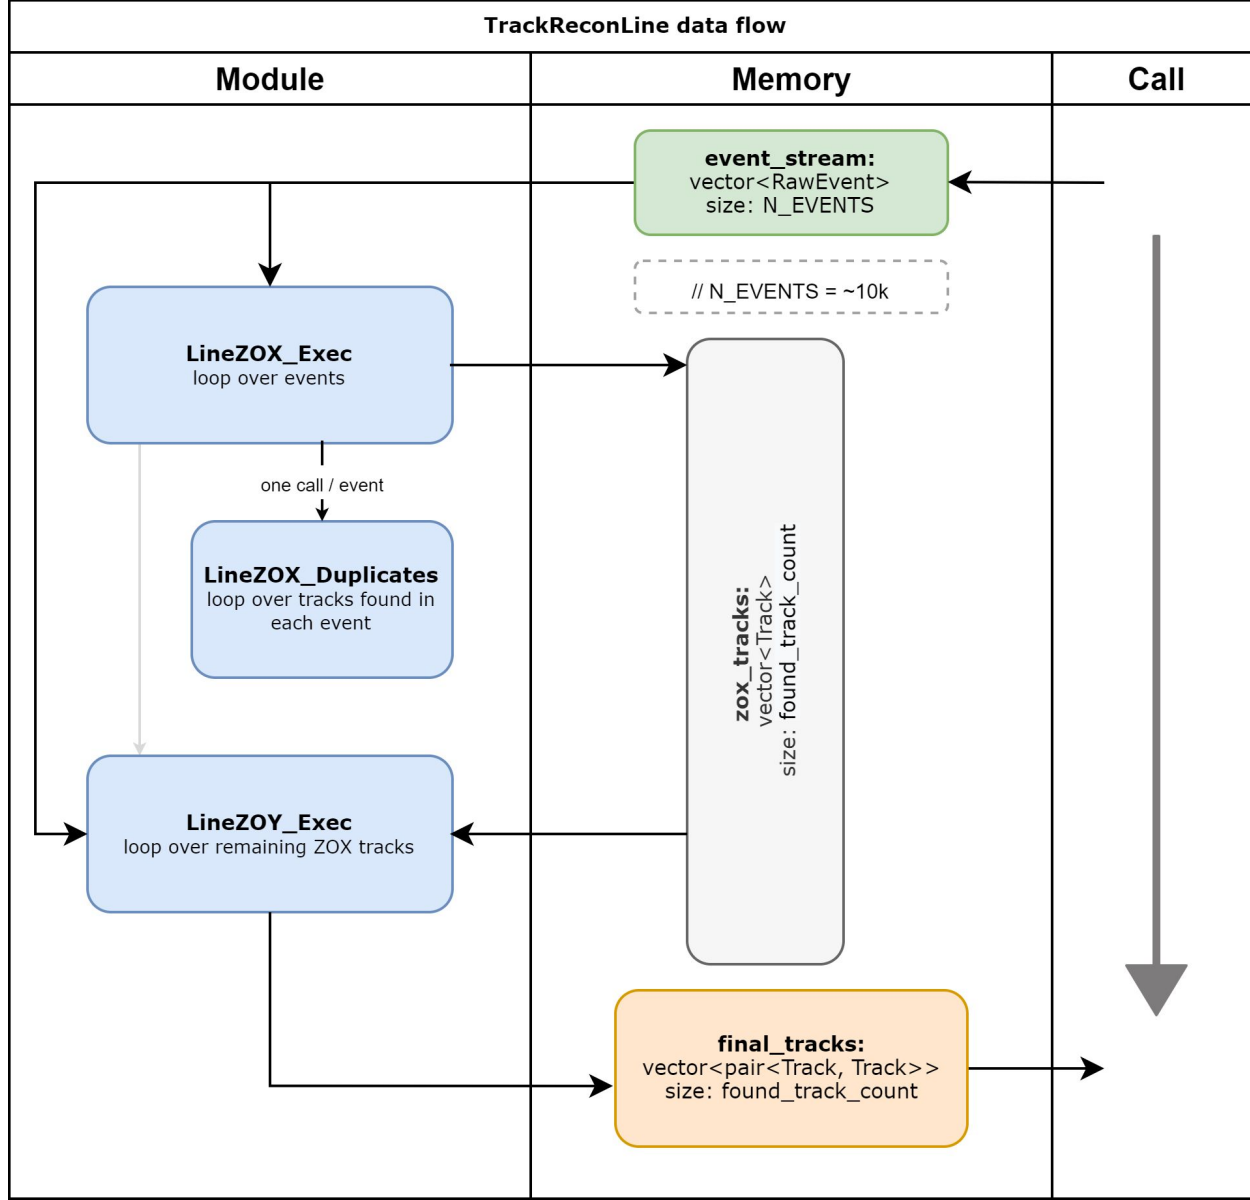 TrackReconLine data flow
Module
Memory
Call
event_stream:
vector<RawEvent>
size: N_EVENTS
// N_EVENTS = ~10k
LineZOX_Exec
loop over events
one call / event
LineZOX_Duplicates
loop over tracks found in
each event
zox_tracks:
vector<Track>
size: found_track_count
LineZOY_Exec
loop over remaining ZOX tracks
final_tracks:
vector<pair<Track, Track>>
size: found_track_count